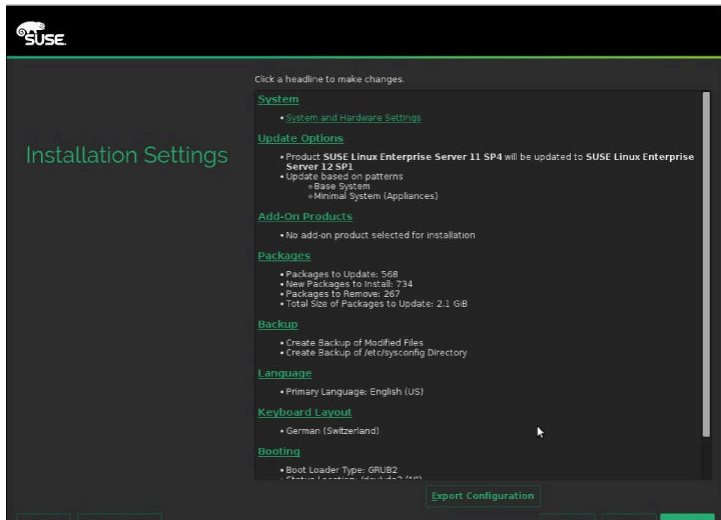 SUSE
Click a headline to make changes.
System
• System and Hardware Settings
Installation Settings
Update Options
• Product SUSE Linux Enterprise Server 11 SP4 will be updated to SUSE Linux Enterprise
Server 12 SP1
• Update based on patterns
Base System
Minimal System (Appliances)
Add-On Products
• No add-on product selected for installation
Packages
• Packages to Update: 568
• New Packages to Install: 734
• Packages to Remove: 267
• Total Size of Packages to Update: 2.1 GiB
Backup
• Create Backup of Modified Files
• Create Backup of /etc/sysconfig Directory
Language
• Primary Language: English (US)
Keyboard Layout
• German (Switzerland)
Booting
• Boot Loader Type: GRUB2
Export Configuration